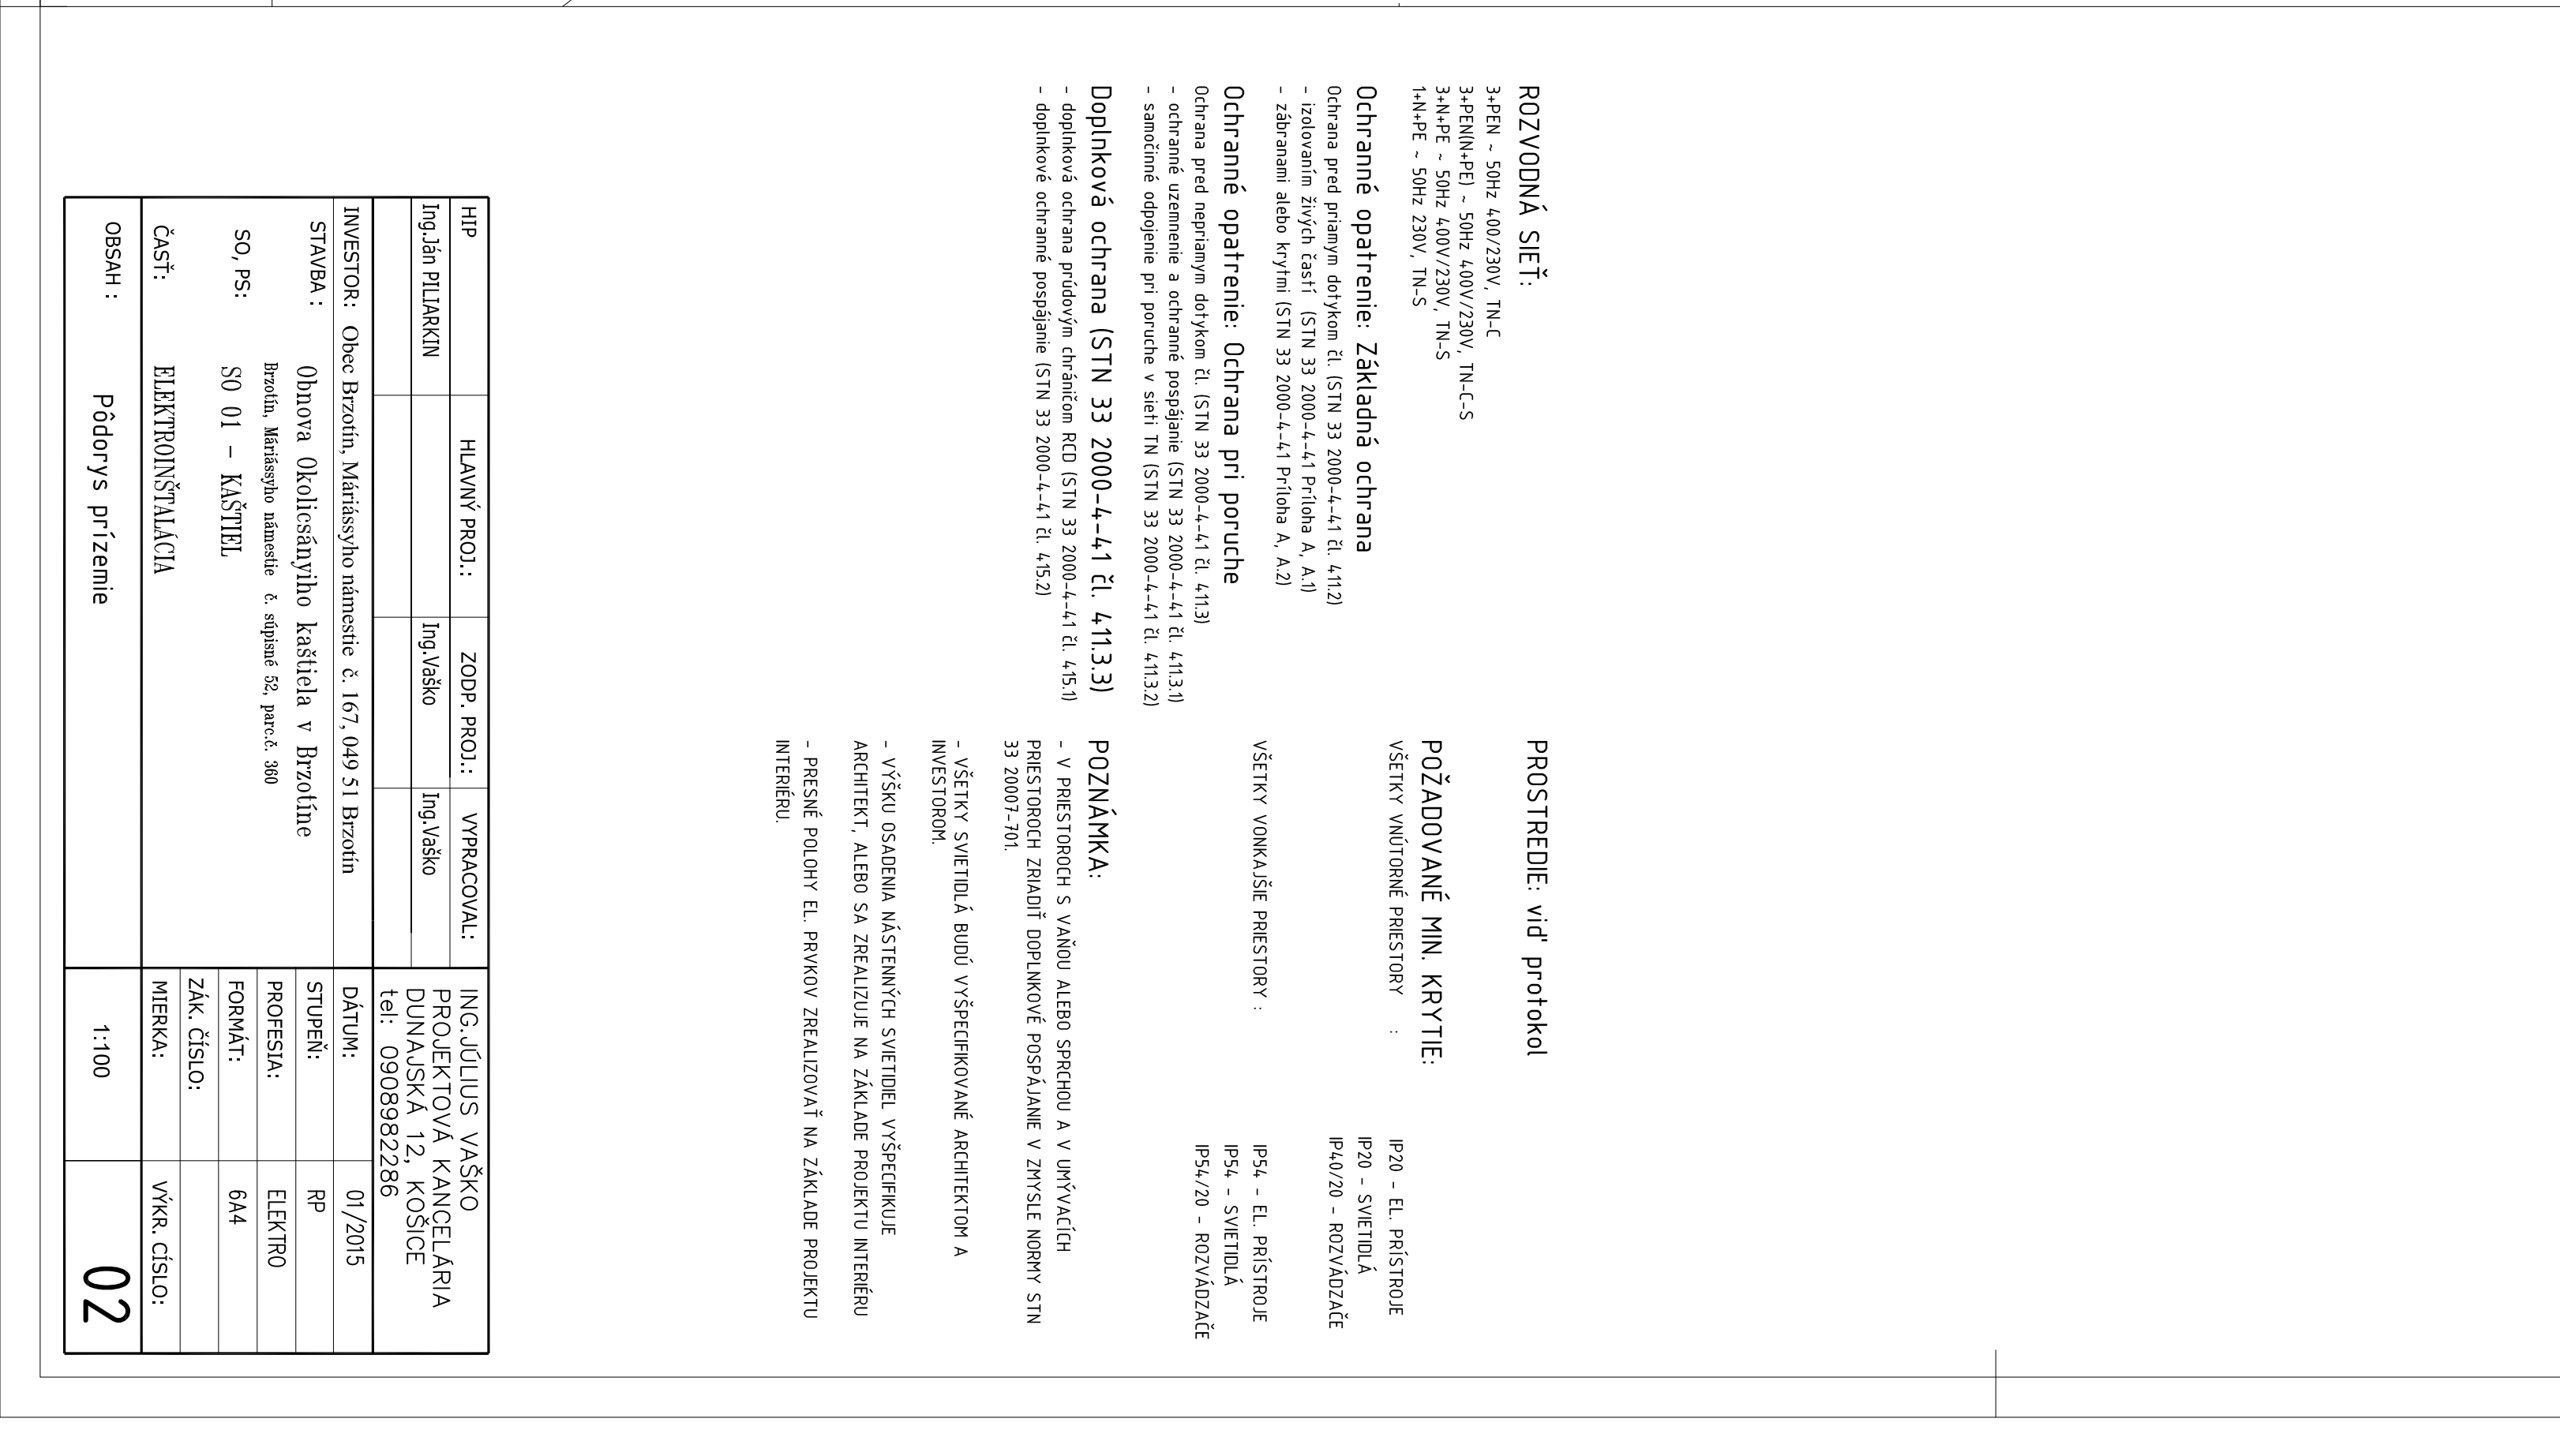 ROZVODNÁ SIEŤ:
3+PEN ~ 50Hz 400/230V, TN-C
3+PEN(N+PE) ~ 50Hz 400V/230V, TN-C-S
3+N+PE ~ 50Hz 400V/230V, TN-S
1+N+PE ~ 50Hz 230V, TN-S
Ochranné opatrenie: Základná ochrana
Ochrana pred priamym dotykom čl. (STN 33 2000-4-41 čl. 411.2)
- izolovaním živých častí (STN 33 2000-4-41 Príloha A, A.1)
- zábranami alebo krytmi (STN 33 2000-4-41 Príloha A, A.2)
Ochranné opatrenie: Ochrana pri poruche
Ochrana pred nepriamym dotykom čl. (STN 33 2000-4-41 čl. 411.3)
- ochranné uzemnenie a ochranné pospájanie (STN 33 2000-4-41 čl. 411.3.1)
- samočinné odpojenie pri poruche v sieti TN (STN 33 2000-4-41 čl. 411.3.2)
Doplnková ochrana (STN 33 2000-4-41 čl. 411.3.3)
- doplnková ochrana prúdovým chráničom RCD (STN 33 2000-4-41 čl. 415.1)
- doplnkové ochranné pospájanie (STN 33 2000-4-41 čl. 415.2)
PROSTREDIE: viď protokol
POŽADOVANÉ MIN. KRYTIE:
VŠETKY VNÚTORNÉ PRIESTORY : IP20 - EL. PRÍSTROJE
IP20 - SVIETIDLÁ
IP40/20 - ROZVÁDZAČE
VŠETKY VONKAJŠIE PRIESTORY : IP54 - EL. PRÍSTROJE
IP54 - SVIETIDLÁ
IP54/20 - ROZVÁDZAČE
POZNÁMKA:
- V PRIESTOROCH S VAŇOU ALEBO SPRCHOU A V UMÝVACÍCH
PRIESTOROCH ZRIADIŤ DOPLNKOVÉ POSPÁJANIE V ZMYSLE NORMY STN
33 20007-701.
- VŠETKY SVIETIDLÁ BUDÚ VYŠPECIFIKOVANÉ ARCHITEKTOM A
INVESTOROM.
- VÝŠKU OSADENIA NÁSTENNÝCH SVIETIDIEL VYŠPECIFIKUJE
ARCHITEKT, ALEBO SA ZREALIZUJE NA ZÁKLADE PROJEKTU INTERIÉRU
- PRESNÉ POLOHY EL. PRVKOV ZREALIZOVAŤ NA ZÁKLADE PROJEKTU
INTERIÉRU.
HIP HLAVNÝ PROJ.: ZODP. PROJ.: VYPRACOVAL:
Ing.Ján PILIARKIN Ing.Vaško Ing.Vaško
ING.JÚLIUS VAŠKO
PROJEKTOVÁ KANCELÁRIA
DUNAJSKÁ 12, KOŠICE
tel: 0908982286
INVESTOR: Obec Brzotín, Máriássyho námestie č. 167, 049 51 Brzotín
STAVBA : Obnova Okolicsányiho kaštiela v Brzotíne
Brzotín, Máriássyho námestie č. súpisné 52, parc.č. 360
SO, PS: SO 01 - KAŠTIEL
ČASŤ: ELEKTROINŠTALÁCIA
OBSAH : Pôdorys prízemie
DÁTUM: 01/2015
STUPEŇ: RP
PROFESIA: ELEKTRO
FORMÁT: 6A4
ZÁK. ČÍSLO:
MIERKA: VÝKR. CÍSLO:
1:100 02